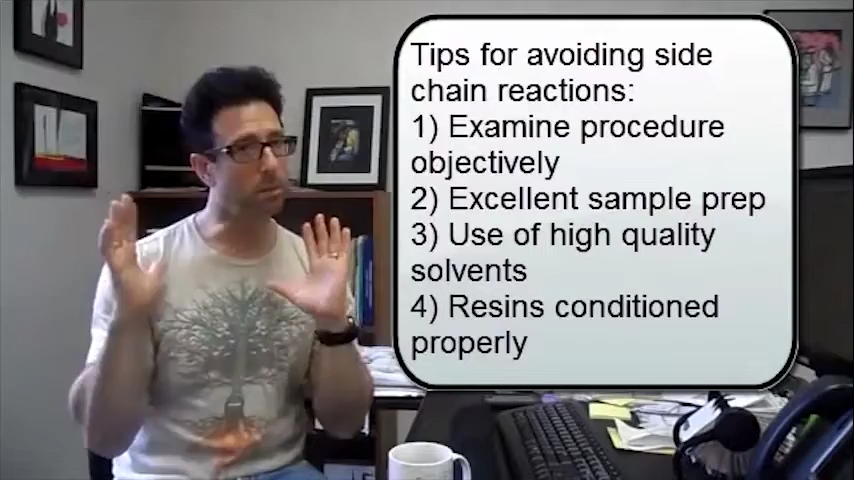 Tips for avoiding side
chain reactions:
1) Examine procedure
objectively
2) Excellent sample prep
3) Use of high quality
solvents
4) Resins conditioned
properly